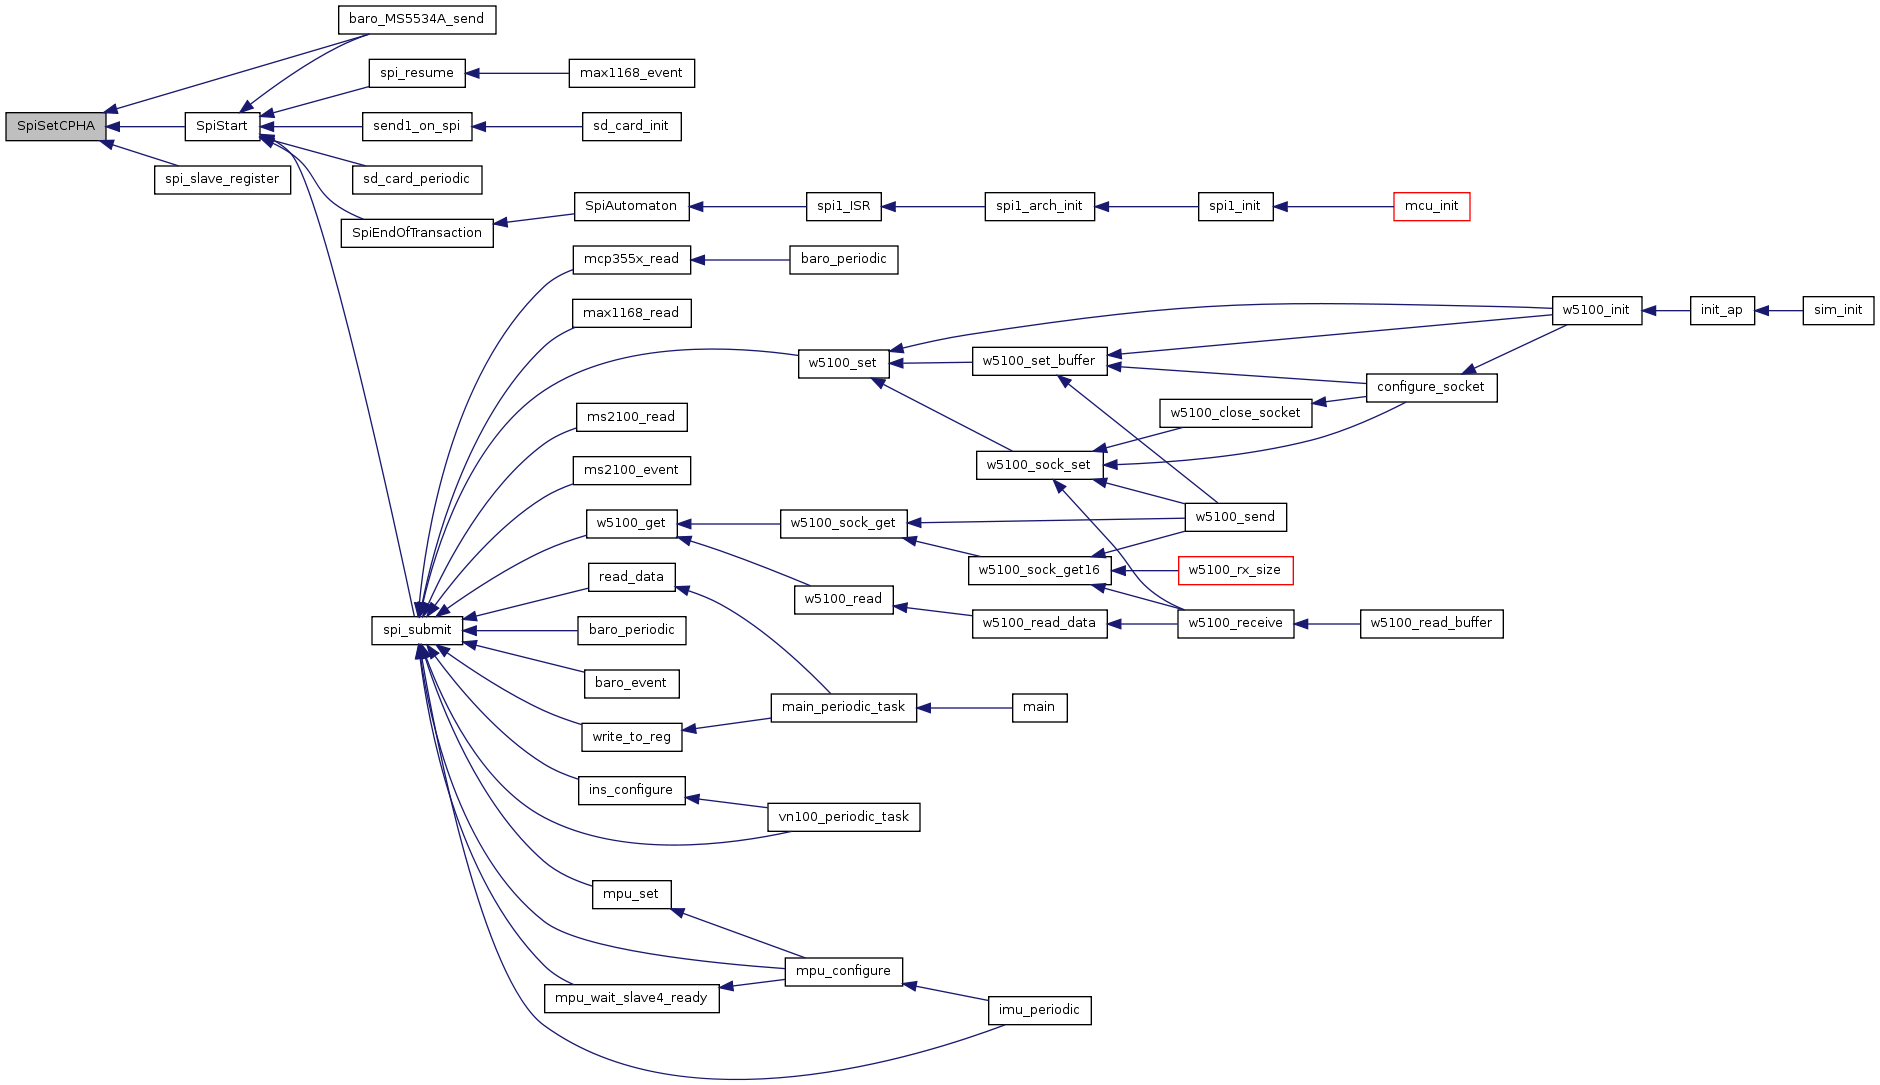 baro_MS5534A_send
spi_resume
max1168_event
SpiSetCPHA
SpiStart
send1_on_spi
sd_card_init
spi_slave_register
sd_card_periodic
SpiAutomaton
spi1_ISR
spi1_arch_init
spi1_init
mcu_init
SpiEndOfTransaction
mcp355x_read
baro_periodic
max1168_read
w5100_init
init_ap
sim_init
w5100_set
w5100_set_buffer
configure_socket
ms2100_read
w5100_close_socket
ms2100_event
w5100_sock_set
w5100_get
w5100_sock_get
w5100_send
read_data
w5100_sock_get16
w5100_rx_size
w5100_read
spi_submit
baro_periodic
w5100_read_data
w5100_receive
w5100_read_buffer
baro_event
main_periodic_task
main
write_to_reg
ins_configure
vn100_periodic_task
mpu_set
mpu_configure
mpu_wait_slave4_ready
imu_periodic